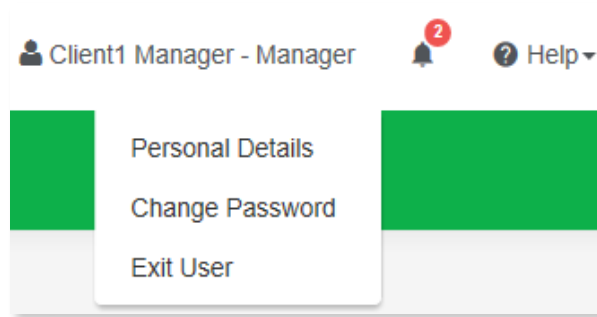 Client1 Manager - Manager 2 Help
Personal Details
Change Password
Exit User